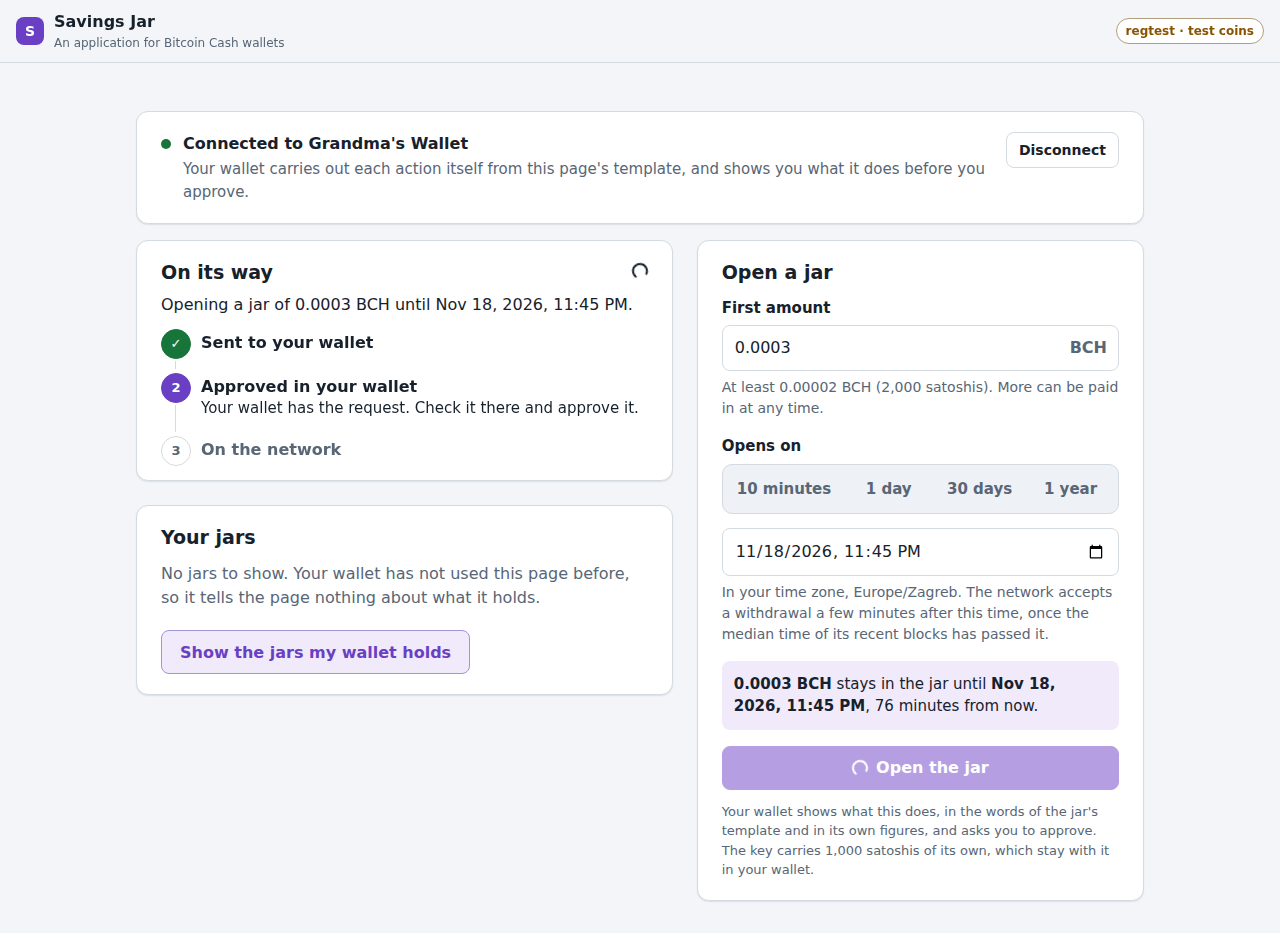 S
Savings Jar
An application for Bitcoin Cash wallets
regtest · test coins
Connected to Grandma's Wallet
Your wallet carries out each action itself from this page's template, and shows you what it does before you
approve.
Disconnect
On its way
Opening a jar of 0.0003 BCH until Nov 18, 2026, 11:45 PM.
✓
Sent to your wallet
2
Approved in your wallet
Your wallet has the request. Check it there and approve it.
3
On the network
Your jars
No jars to show. Your wallet has not used this page before,
so it tells the page nothing about what it holds.
Show the jars my wallet holds
Open a jar
First amount
0.0003 BCH
At least 0.00002 BCH (2,000 satoshis). More can be paid
in at any time.
Opens on
10 minutes 1 day 30 days 1 year
11/18/2026, 11:45 PM
In your time zone, Europe/Zagreb. The network accepts
a withdrawal a few minutes after this time, once the
median time of its recent blocks has passed it.
0.0003 BCH stays in the jar until Nov 18,
2026, 11:45 PM, 76 minutes from now.
Open the jar
Your wallet shows what this does, in the words of the jar's
template and in its own figures, and asks you to approve.
The key carries 1,000 satoshis of its own, which stay with it
in your wallet.